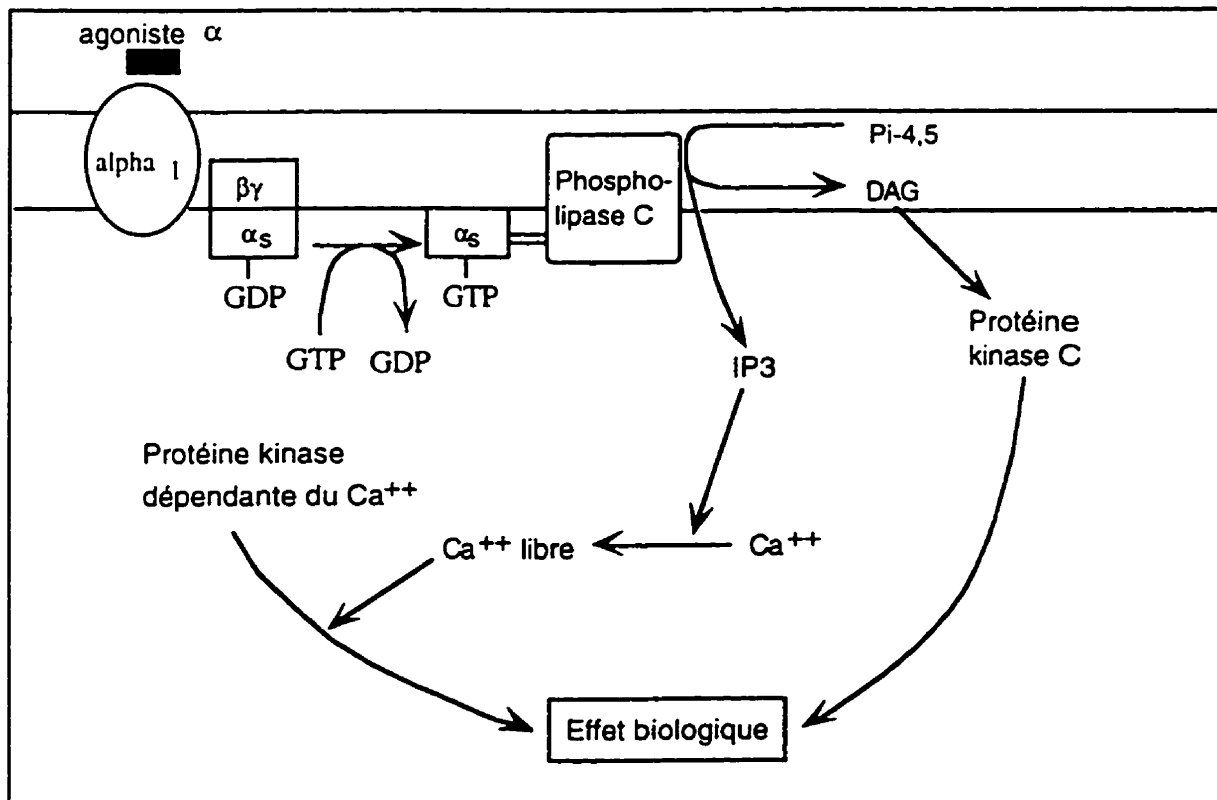 agoniste α
alpha 1
βγ
αs
GDP
GTP
GDP
αs
GTP
Phospho-
lipase C
Pi-4,5
DAG
IP3
Protéine
kinase C
Protéine kinase
dépendante du Ca++
Ca++ libre
Ca++
Effet biologique